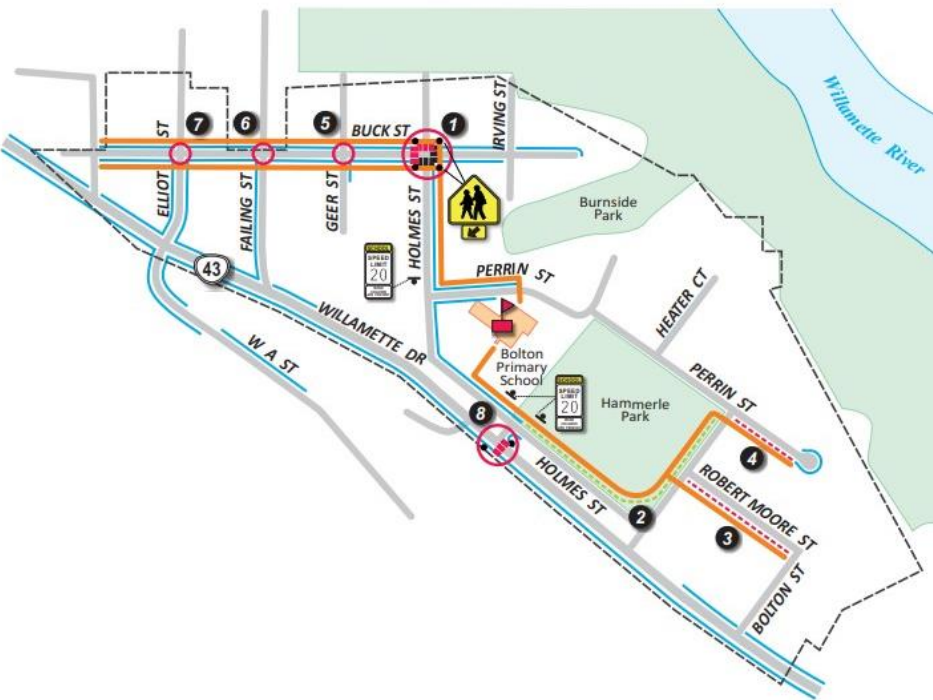 Willamette River
7
6
5
BUCK ST
1
IRVING ST
ELLIOT ST
FAILING ST
GEER ST
HOLMES ST
Burnside
Park
SCHOOL
SPEED
LIMIT
20
43
PERRIN ST
HEATER CT
WILLAMETTE DR
W A ST
Bolton
Primary
School
SCHOOL
SPEED
LIMIT
20
Hammerle
Park
PERRIN ST
8
4
HOLMES ST
ROBERT MOORE ST
2
3
BOLTON ST